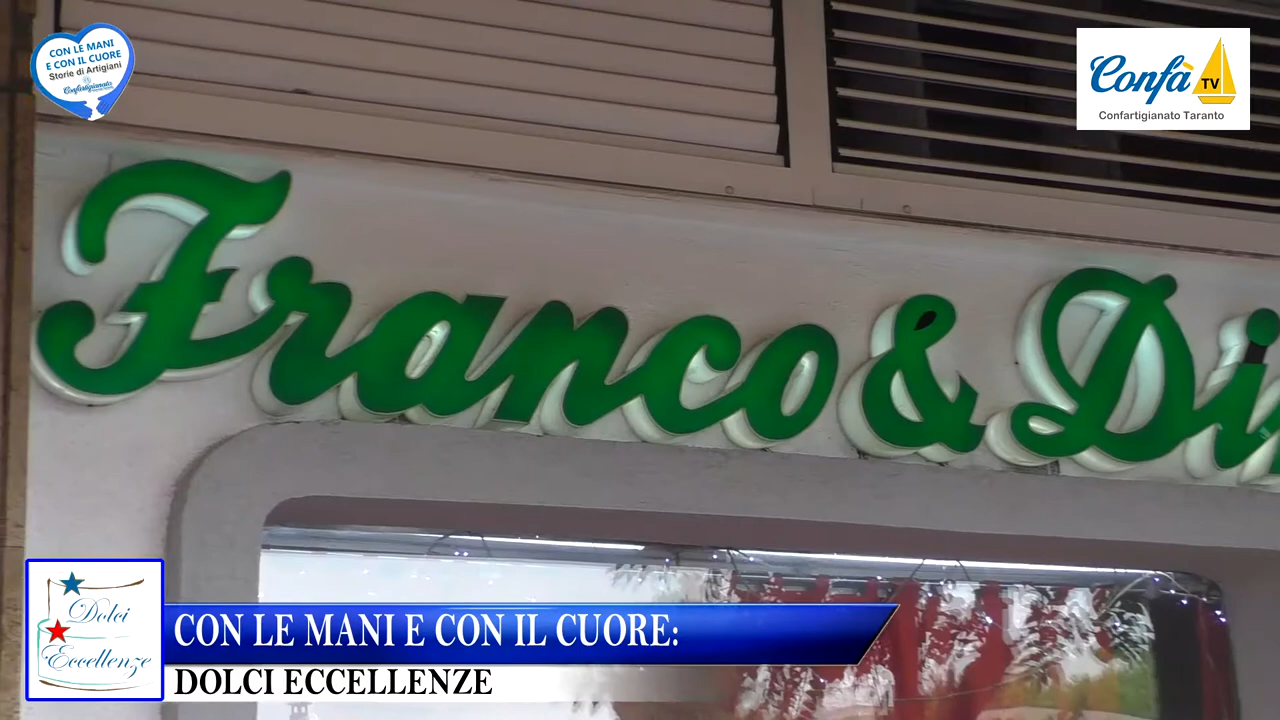 CON LE MANI
E CON IL CUORE
Storie di Artigiani
Confartigianato
Confà TV
Confartigianato Taranto
Franco & Di
Dolci
Eccellenze
CON LE MANI E CON IL CUORE:
DOLCI ECCELLENZE